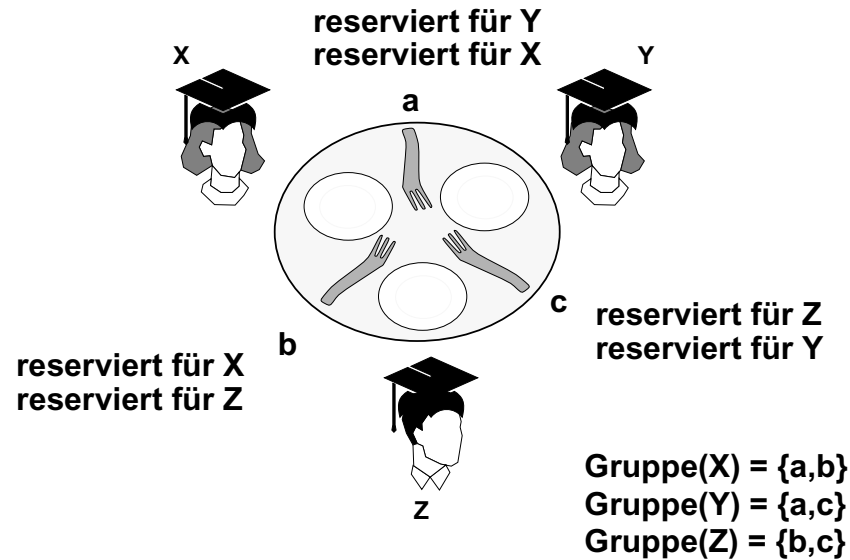 reserviert für Y
reserviert für X
X
Y
a
c
reserviert für Z
reserviert für Y
b
reserviert für X
reserviert für Z
Z
Gruppe(X) = {a,b}
Gruppe(Y) = {a,c}
Gruppe(Z) = {b,c}